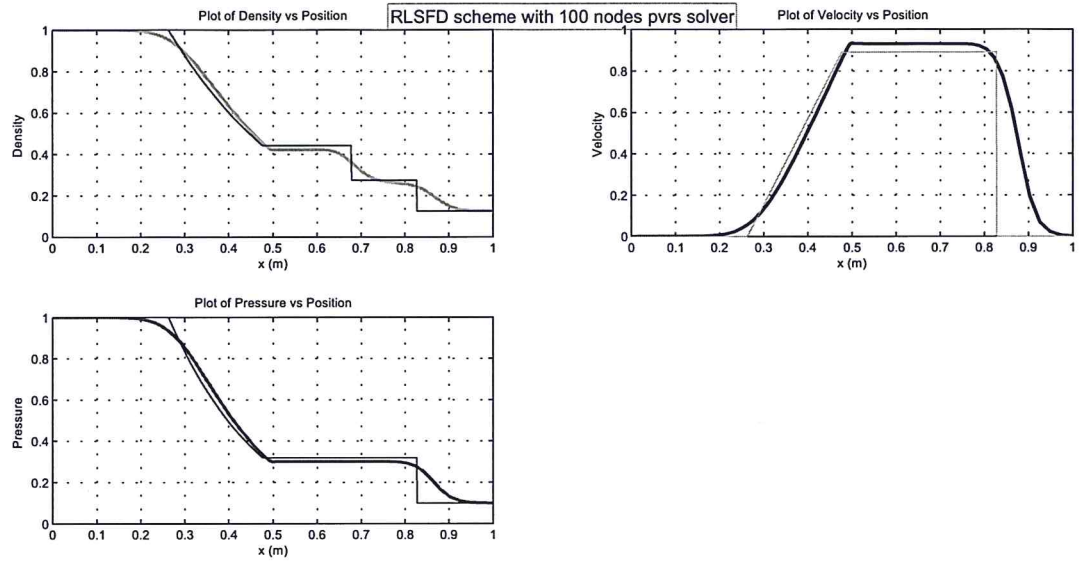 RLSFD scheme with 100 nodes pvrs solver
Plot of Density vs Position
1
0.8
0.6
0.4
0.2
0
Density
0 0.1 0.2 0.3 0.4 0.5 0.6 0.7 0.8 0.9 1
x (m)
Plot of Velocity vs Position
1
0.8
0.6
0.4
0.2
0
Velocity
0 0.1 0.2 0.3 0.4 0.5 0.6 0.7 0.8 0.9 1
x (m)
Plot of Pressure vs Position
1
0.8
0.6
0.4
0.2
0
Pressure
0 0.1 0.2 0.3 0.4 0.5 0.6 0.7 0.8 0.9 1
x (m)